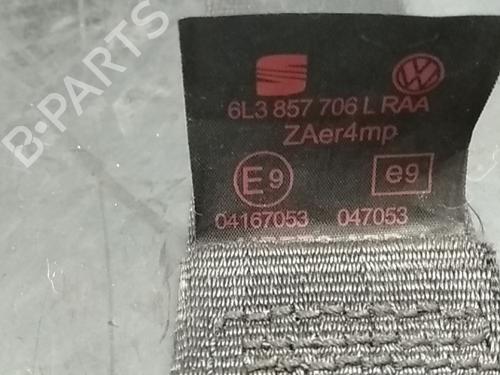 B-PARTS
6L3 857 706 L RAA
ZAer4mp
E9 e9
04167053 047053